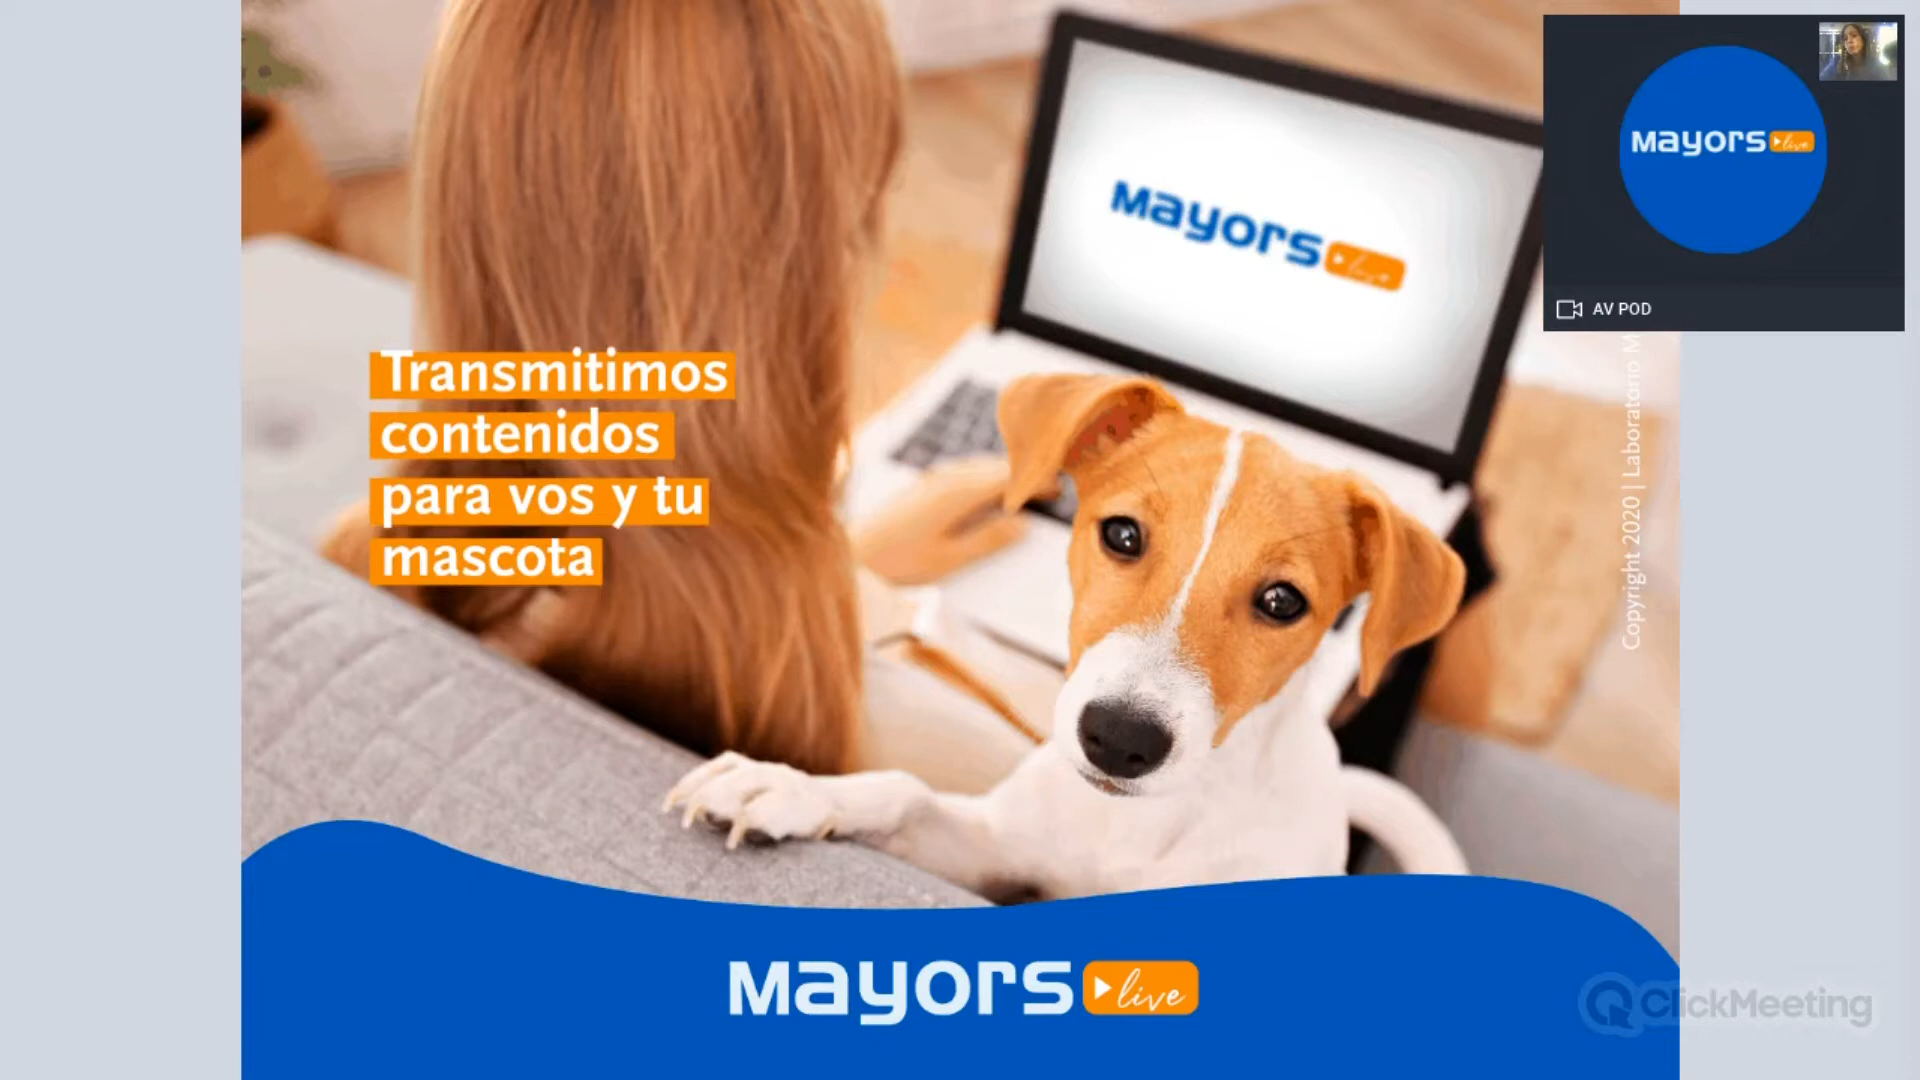 Mayors live
Mayors live
AV POD
Transmitimos
contenidos
para vos y tu
mascota
Copyright 2020 | Laboratorio
Mayors live
ClickMeeting